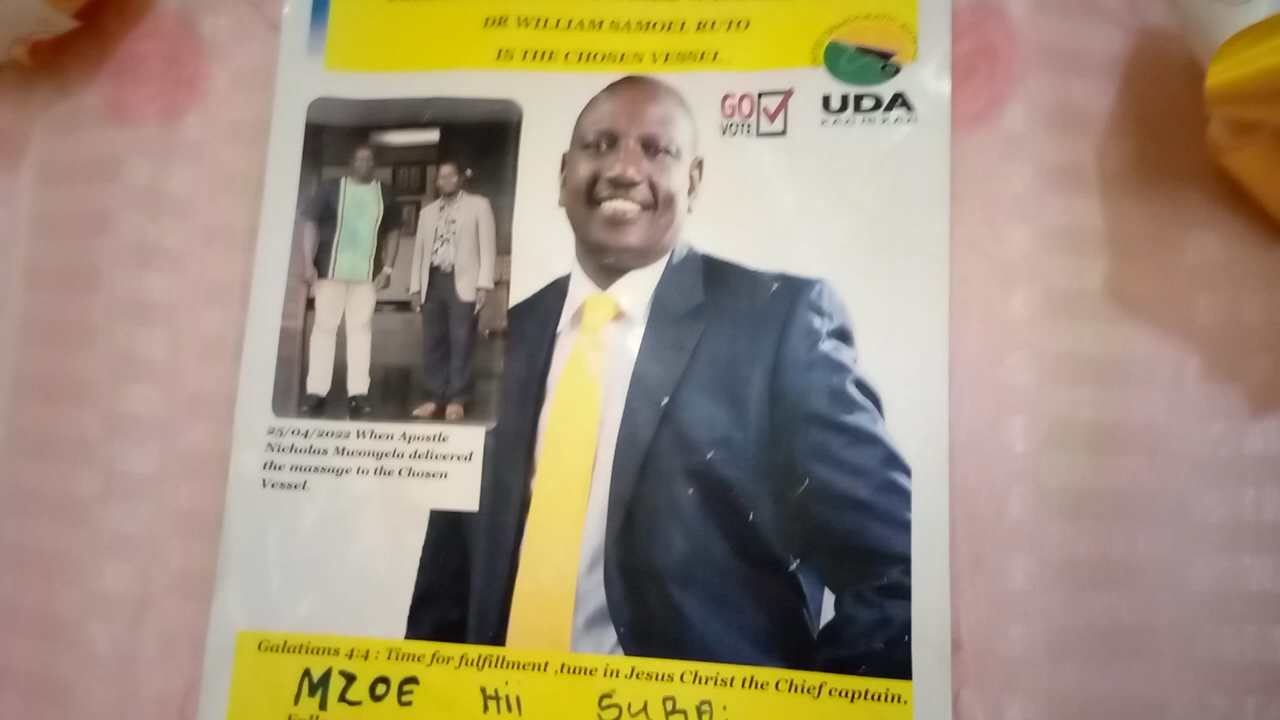 DR WILLIAM SAMOEL RUTO
IS THE CHOSEN VESSEL.
GO
VOTE
UDA
25/04/2022 When Apostle
Nicholas Mwongela delivered
the massage to the Chosen
Vessel.
Galatians 4:4 : Time for fulfillment ,tune in Jesus Christ the Chief captain.
MZOE HII SURA: